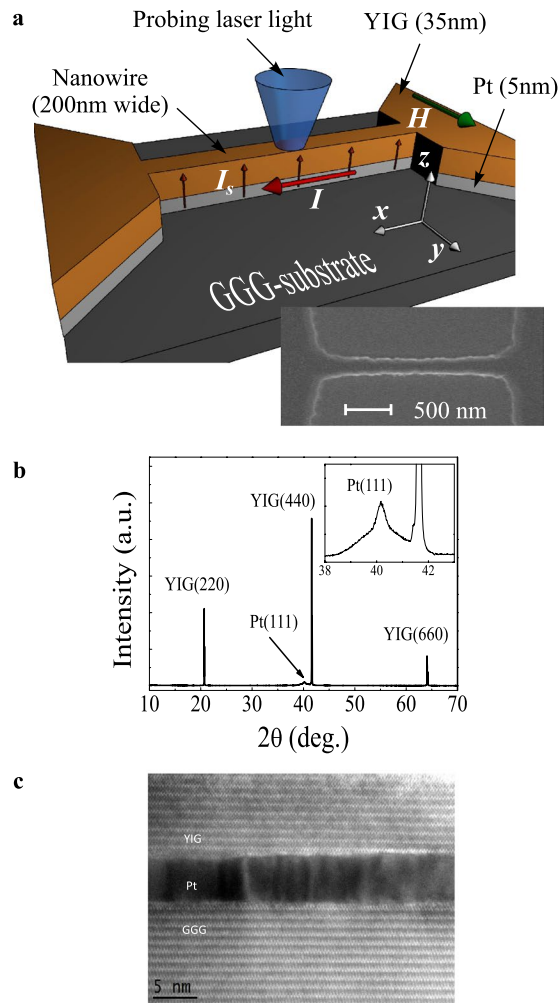 a
Probing laser light
YIG (35nm)
Nanowire
(200nm wide)
Pt (5nm)
H
z
I_s
I
x
y
GGG-substrate
500 nm
b
Intensity (a.u.)
YIG(440)
Pt(111)
38 40 42
YIG(220)
Pt(111)
YIG(660)
10 20 30 40 50 60 70
2θ (deg.)
c
YIG
Pt
GGG
5 nm